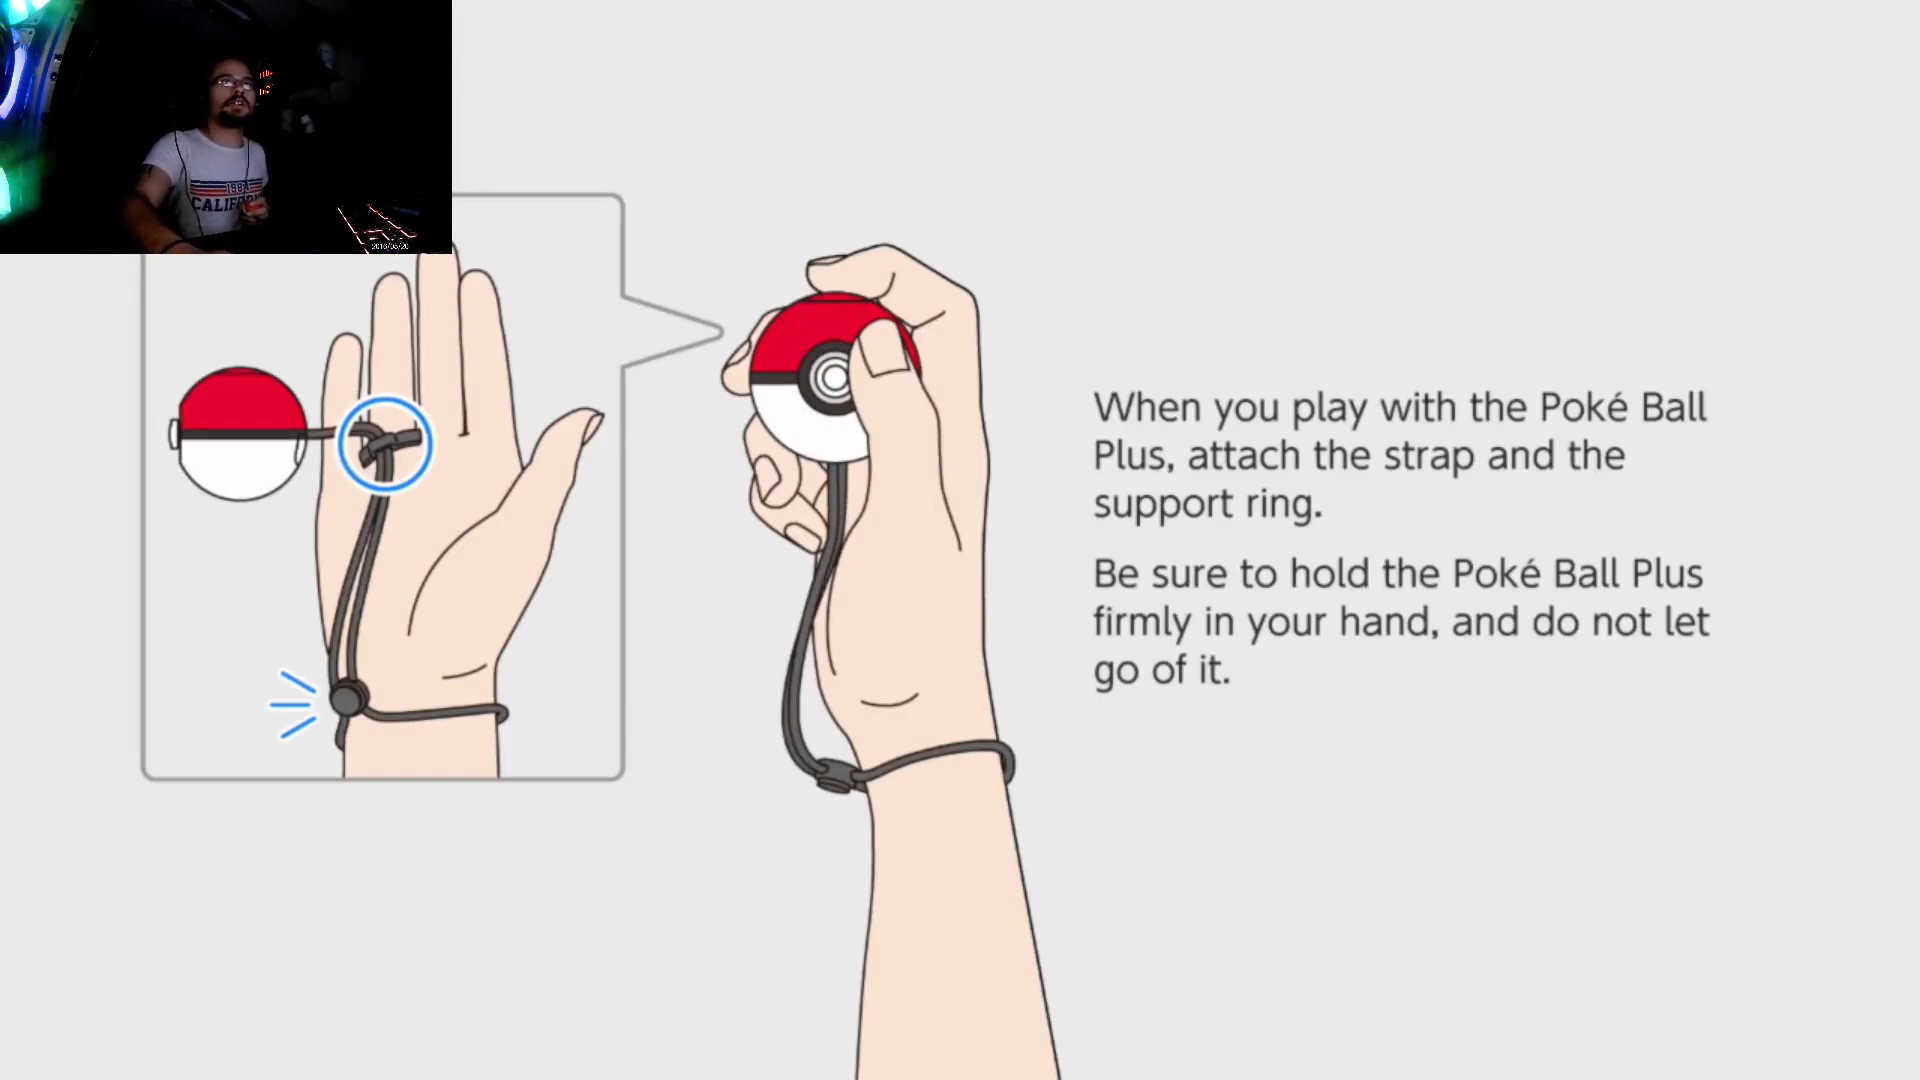 CALIFO
When you play with the Poké Ball
Plus, attach the strap and the
support ring.
Be sure to hold the Poké Ball Plus
firmly in your hand, and do not let
go of it.